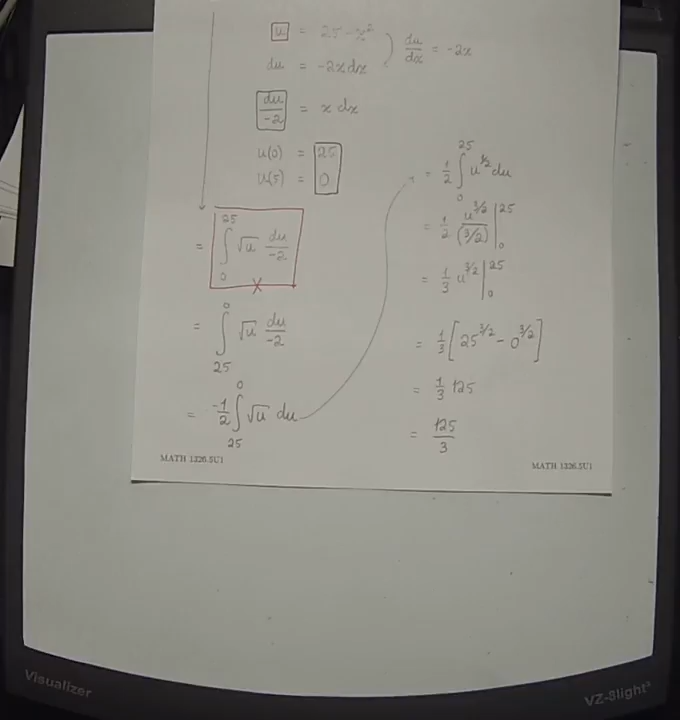 u = 25 - x²
du/dx = -2x
du = -2x dx
du/-2 = x dx
u(0) = 25
u(5) = 0
= ∫₀²⁵ √u du/-2
X
= ∫₂₅⁰ √u du/-2
= -1/2 ∫₂₅⁰ √u du
= 1/2 ∫₀²⁵ u^(1/2) du
= 1/2 u^(3/2)/(3/2) |₀²⁵
= 1/3 u^(3/2) |₀²⁵
= 1/3 [25^(3/2) - 0^(3/2)]
= 1/3 125
= 125/3
MATH 1326.5U1
MATH 1326.5U1
Visualizer
VZ-8light³